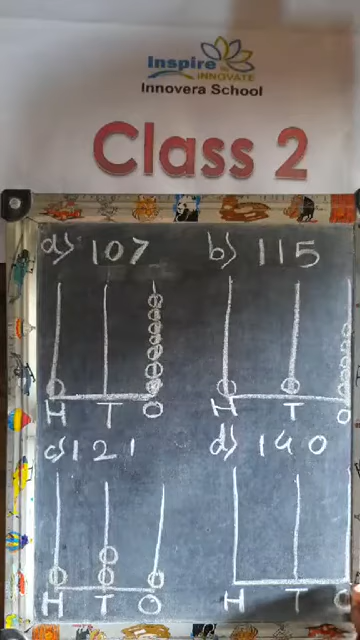 Inspire
INNOVATE
Innovera School
Class 2
a) 107
b) 115
H T O
H T O
c) 121
d) 140
H T O
H T O